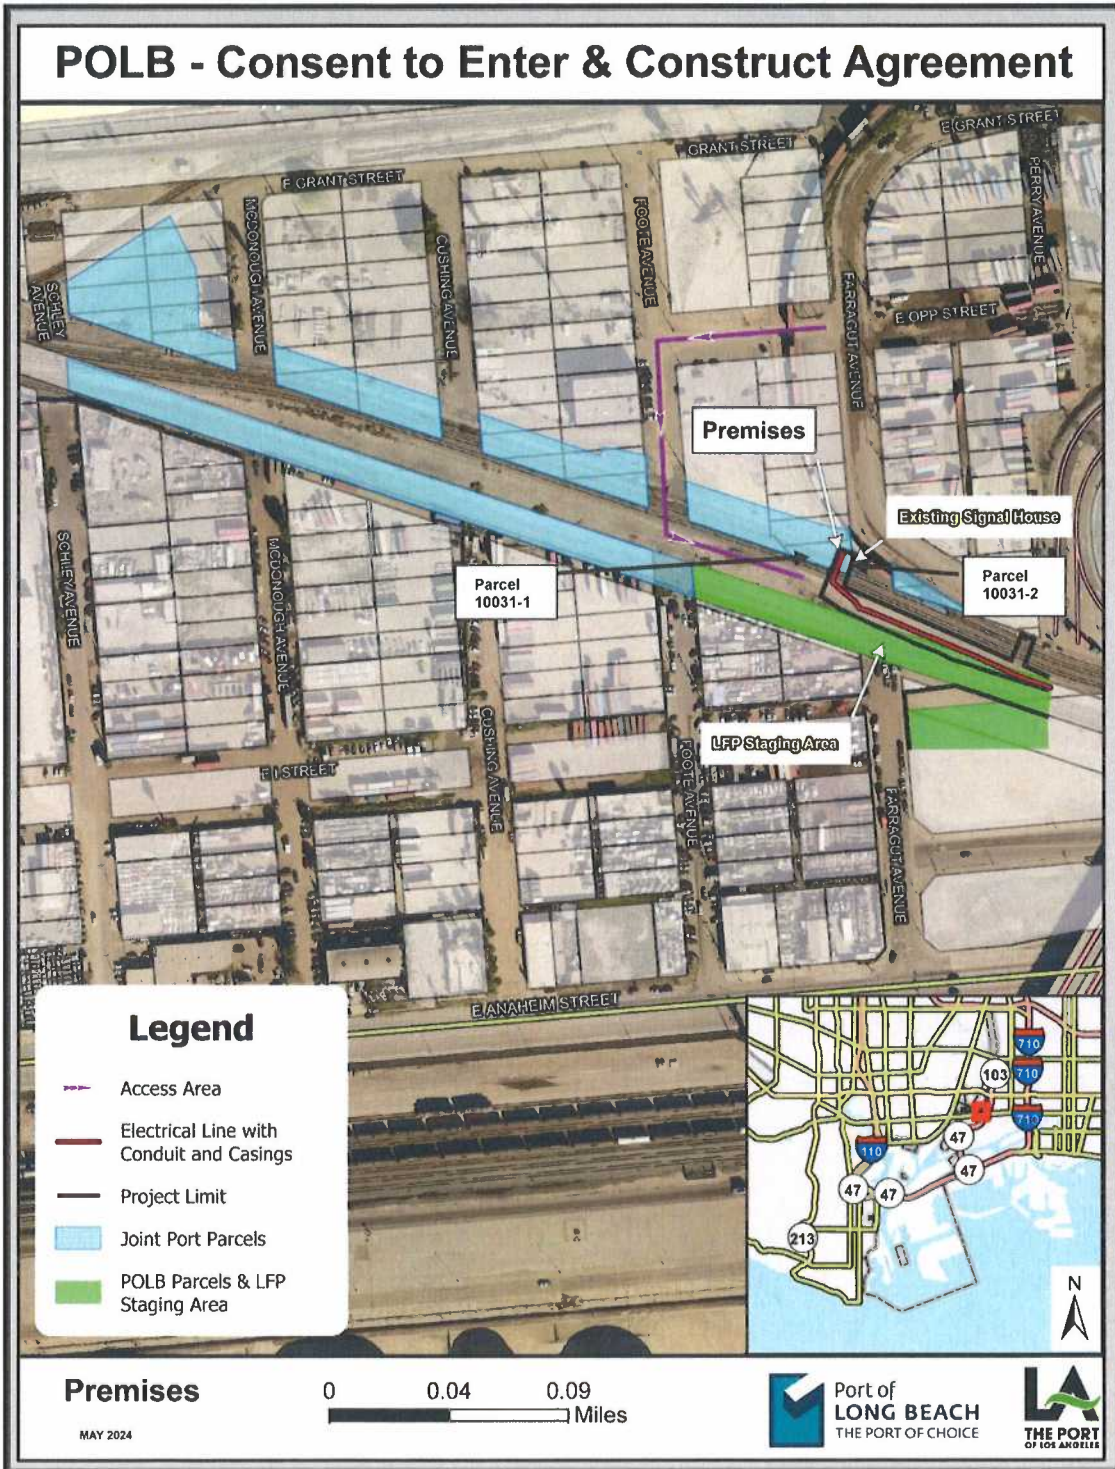 POLB - Consent to Enter & Construct Agreement
E GRANT STREET
GRANT STREET
E GRANT STREET
PERRY AVENUE
MCDONOUGH AVENUE
CUSHING AVENUE
FOOTE AVENUE
SCHLEY
AVENUE
FARRAGUT AVENUE
E OPP STREET
Premises
Existing Signal House
Parcel
10031-1
Parcel
10031-2
SCHLEY AVENUE
MCDONOUGH AVENUE
LFP Staging Area
CUSHING AVENUE
FOOTE AVENUE
E I STREET
FARRAGUT AVENUE
E ANAHEIM STREET
Legend
Access Area
Electrical Line with
Conduit and Casings
Project Limit
Joint Port Parcels
POLB Parcels & LFP
Staging Area
710
103
710
710
47
110
47
47
47
213
N
Premises
MAY 2024
0 0.04 0.09
Miles
Port of
LONG BEACH
THE PORT OF CHOICE
LA
THE PORT
OF LOS ANGELES